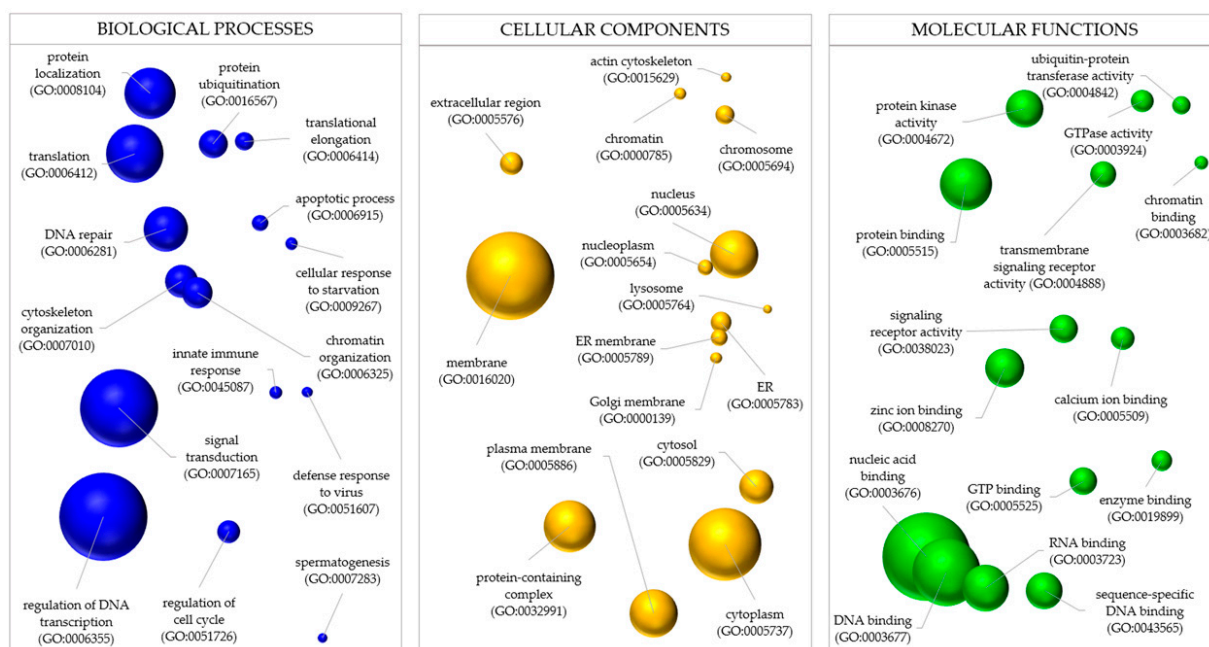 BIOLOGICAL PROCESSES
protein
localization
(GO:0008104)
protein
ubiquitination
(GO:0016567)
translational
elongation
(GO:0006414)
translation
(GO:0006412)
apoptotic process
(GO:0006915)
DNA repair
(GO:0006281)
cellular response
to starvation
(GO:0009267)
cytoskeleton
organization
(GO:0007010)
chromatin
organization
(GO:0006325)
innate immune
response
(GO:0045087)
signal
transduction
(GO:0007165)
defense response
to virus
(GO:0051607)
spermatogenesis
(GO:0007283)
regulation of DNA
transcription
(GO:0006355)
regulation of
cell cycle
(GO:0051726)
CELLULAR COMPONENTS
actin cytoskeleton
(GO:0015629)
extracellular region
(GO:0005576)
chromatin
(GO:0000785)
chromosome
(GO:0005694)
nucleus
(GO:0005634)
nucleoplasm
(GO:0005654)
lysosome
(GO:0005764)
ER membrane
(GO:0005789)
membrane
(GO:0016020)
ER
(GO:0005783)
Golgi membrane
(GO:0000139)
plasma membrane
(GO:0005886)
cytosol
(GO:0005829)
protein-containing
complex
(GO:0032991)
cytoplasm
(GO:0005737)
MOLECULAR FUNCTIONS
ubiquitin-protein
transferase activity
(GO:0004842)
protein kinase
activity
(GO:0004672)
GTPase activity
(GO:0003924)
chromatin
binding
(GO:0003682)
protein binding
(GO:0005515)
transmembrane
signaling receptor
activity (GO:0004888)
signaling
receptor activity
(GO:0038023)
zinc ion binding
(GO:0008270)
calcium ion binding
(GO:0005509)
nucleic acid
binding
(GO:0003676)
GTP binding
(GO:0005525)
enzyme binding
(GO:0019899)
RNA binding
(GO:0003723)
DNA binding
(GO:0003677)
sequence-specific
DNA binding
(GO:0043565)